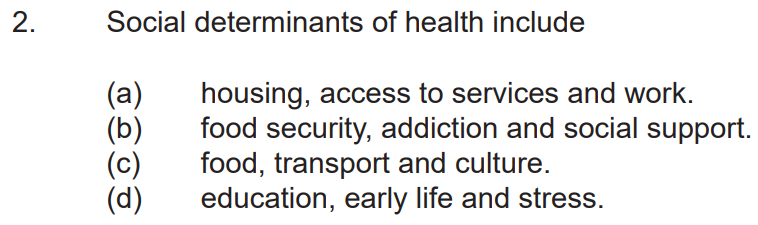 2. Social determinants of health include
(a) housing, access to services and work.
(b) food security, addiction and social support.
(c) food, transport and culture.
(d) education, early life and stress.